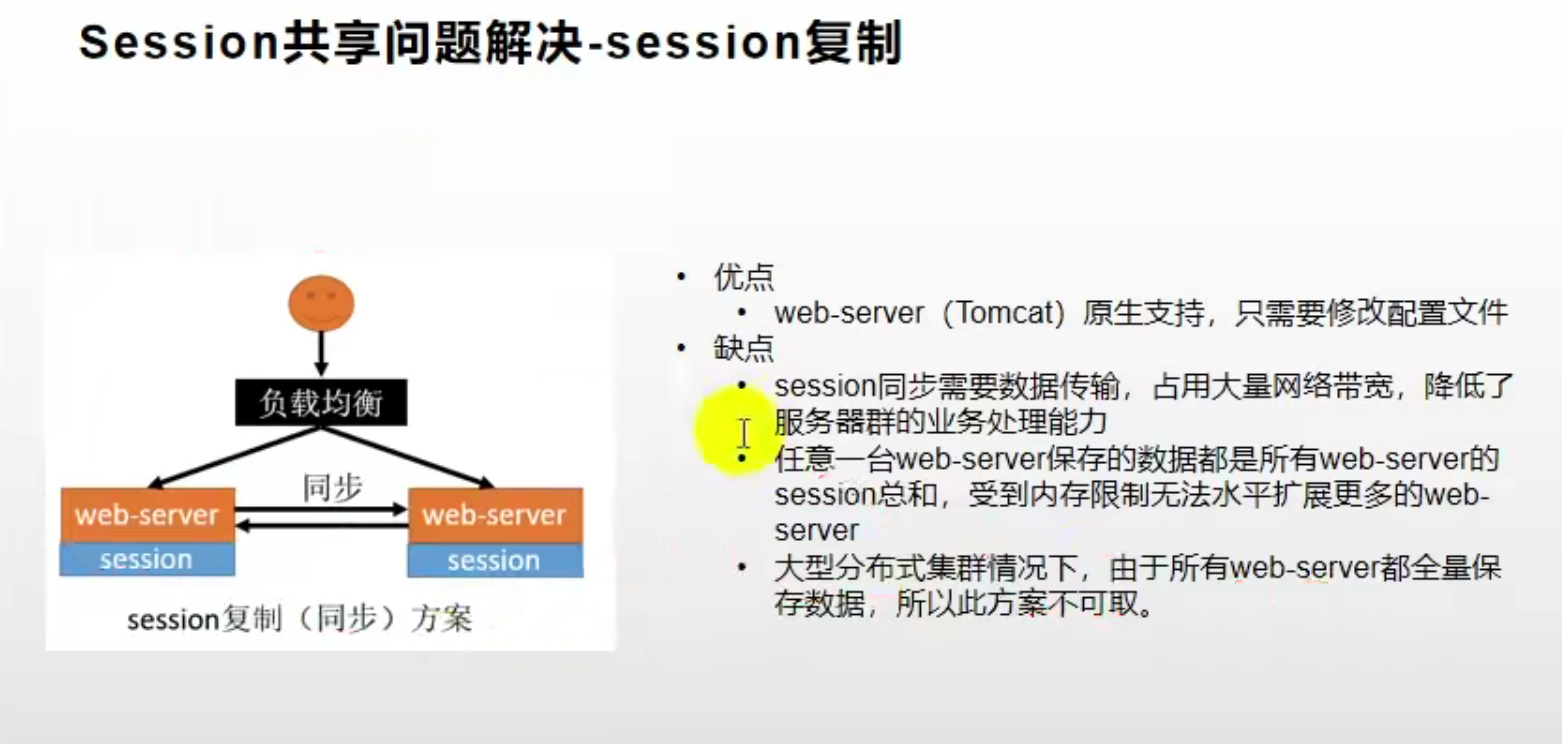 Session共享问题解决-session复制
负载均衡
同步
web-server
web-server
session
session
session复制（同步）方案
• 优点
• web-server（Tomcat）原生支持，只需要修改配置文件
• 缺点
• session同步需要数据传输，占用大量网络带宽，降低了
服务器群的业务处理能力
• 任意一台web-server保存的数据都是所有web-server的
session总和，受到内存限制无法水平扩展更多的web-
server
• 大型分布式集群情况下，由于所有web-server都全量保
存数据，所以此方案不可取。